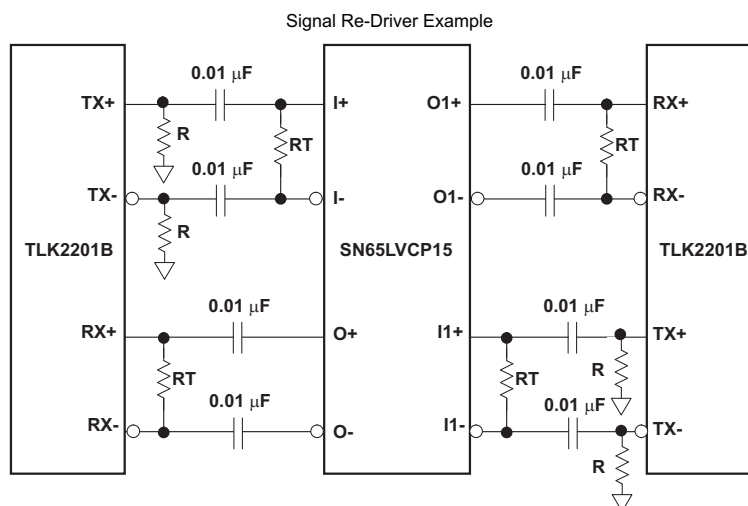 Signal Re-Driver Example
0.01 μF
0.01 μF
TX+
I+
O1+
RX+
R
RT
RT
0.01 μF
0.01 μF
TX-
I-
O1-
RX-
R
TLK2201B
SN65LVCP15
TLK2201B
0.01 μF
0.01 μF
RX+
O+
I1+
TX+
RT
RT
R
0.01 μF
0.01 μF
RX-
O-
I1-
TX-
R